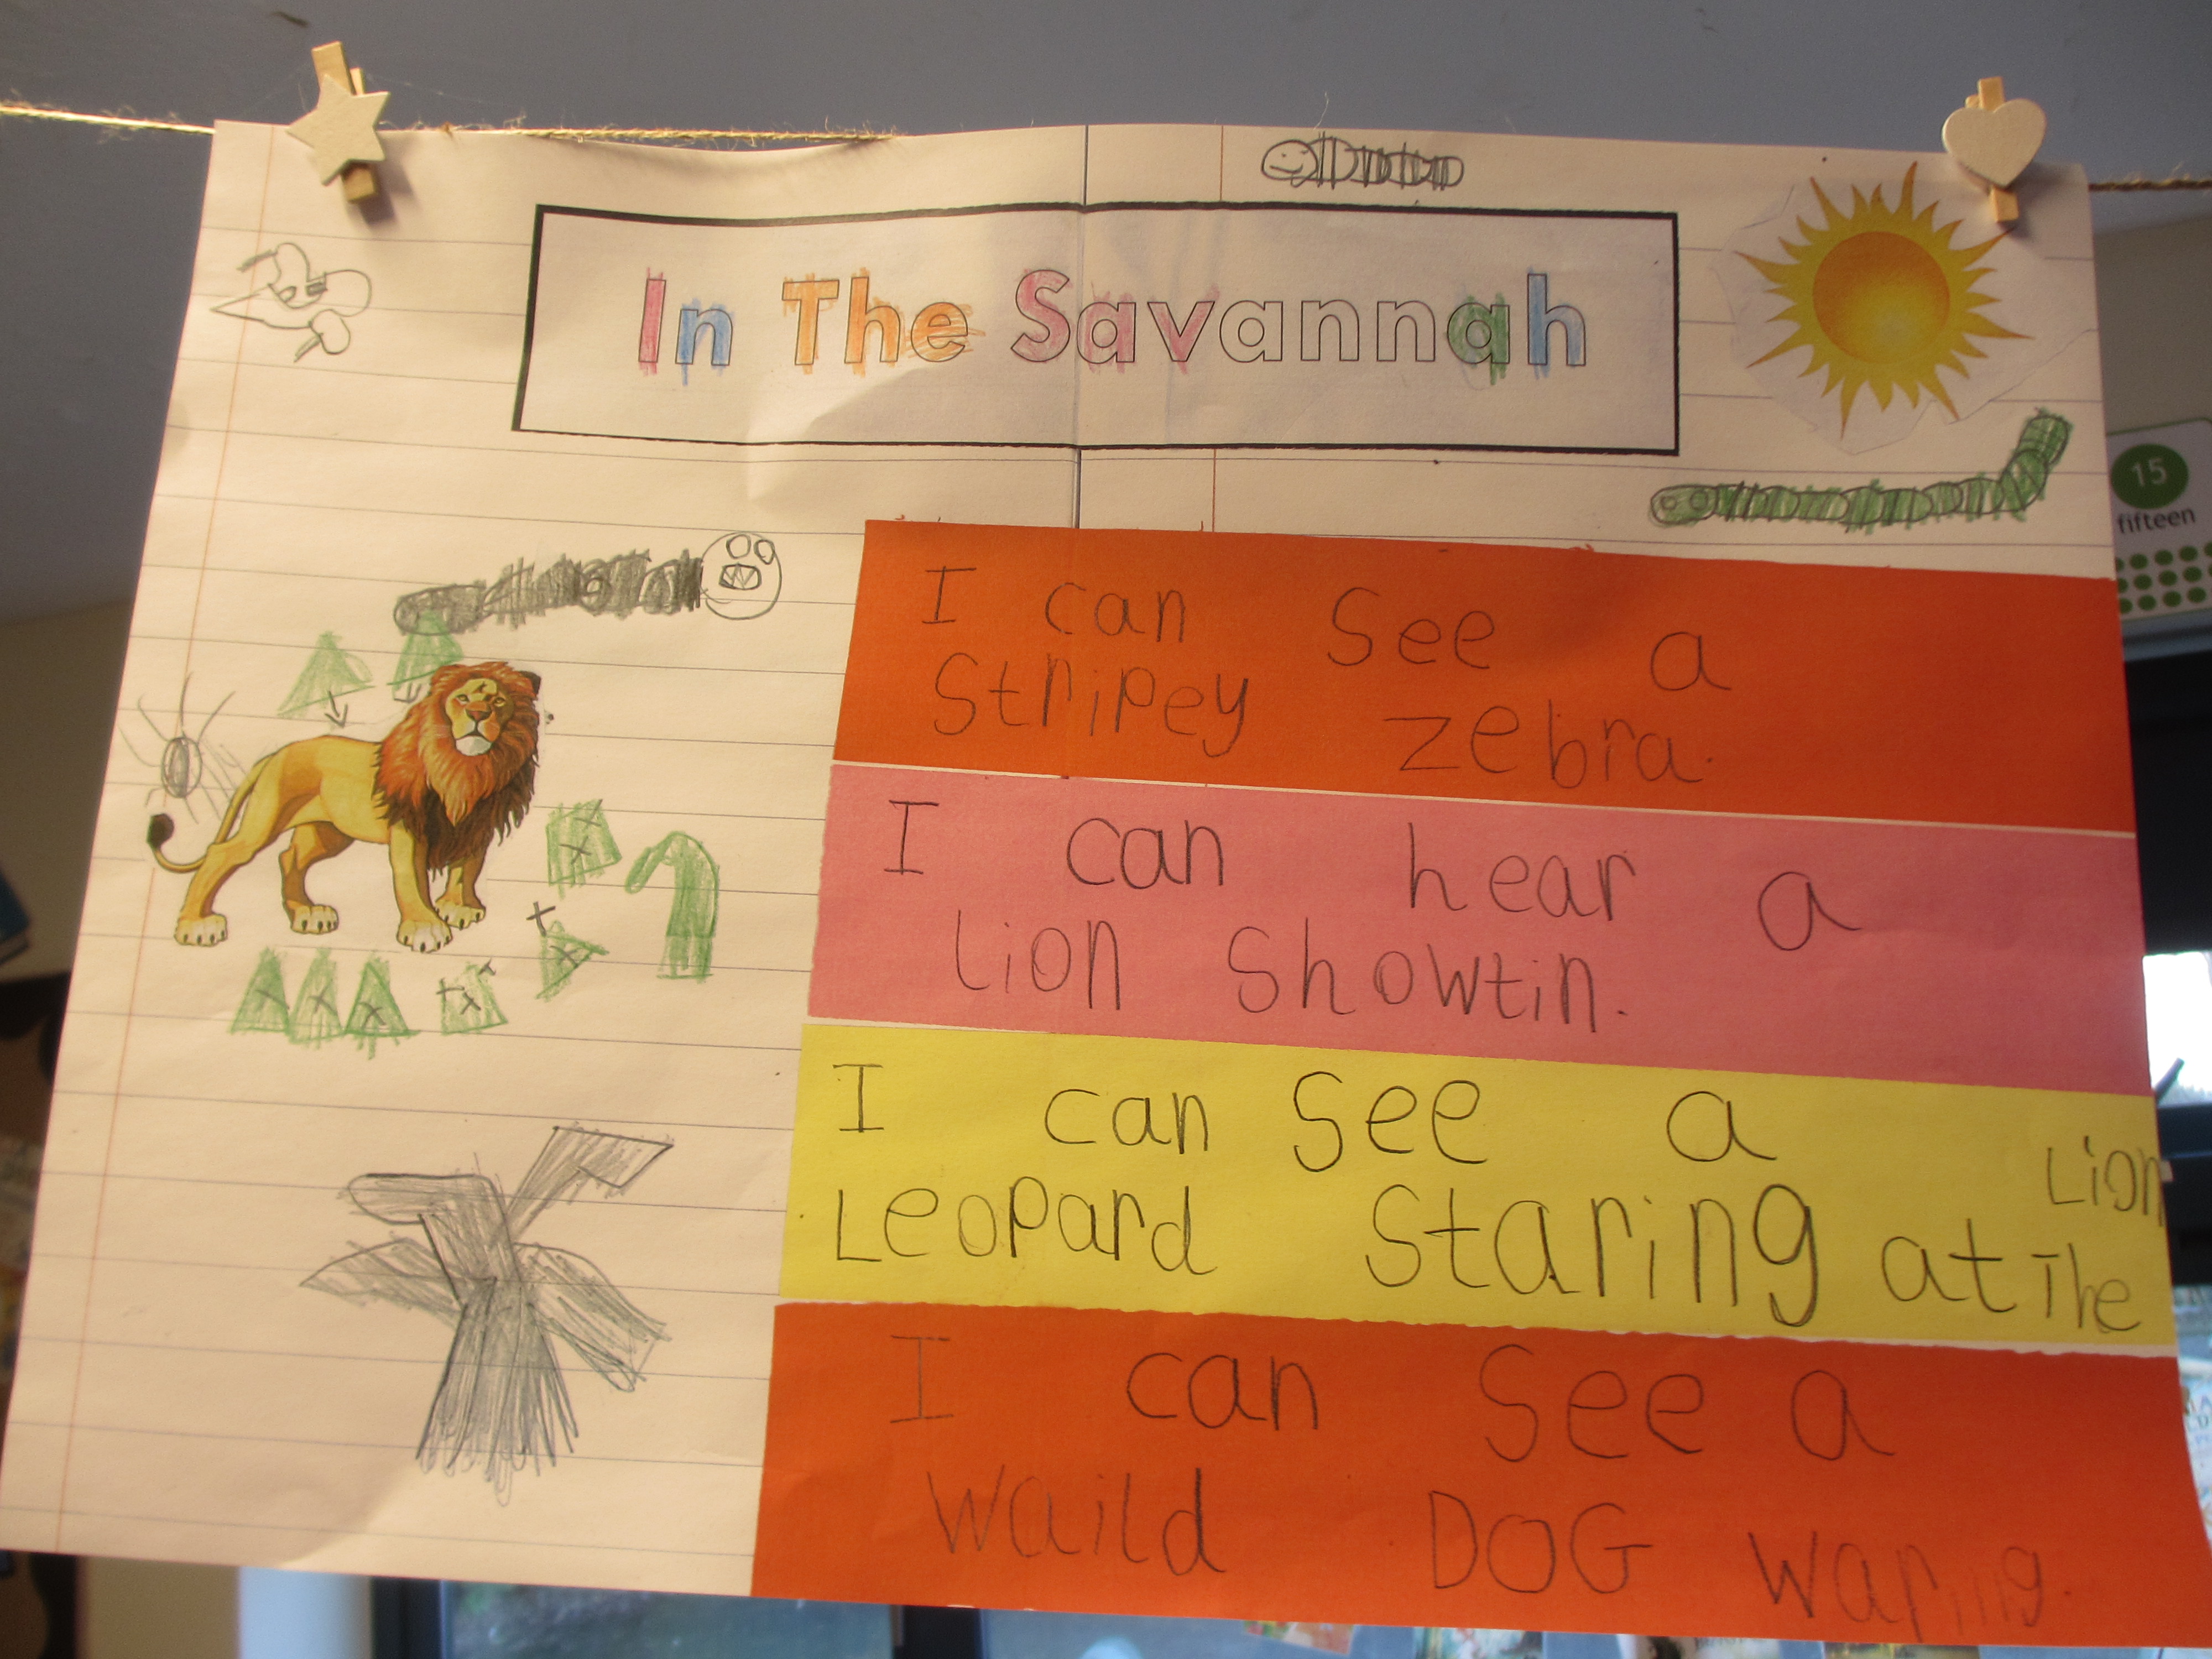 In The Savannah
15
fifteen
I can See a
Stripey zebra.
I can hear a
Lion Showtin.
I can See a
Lion
Leopard Staring at The
I can See a
Waild DOG waring.